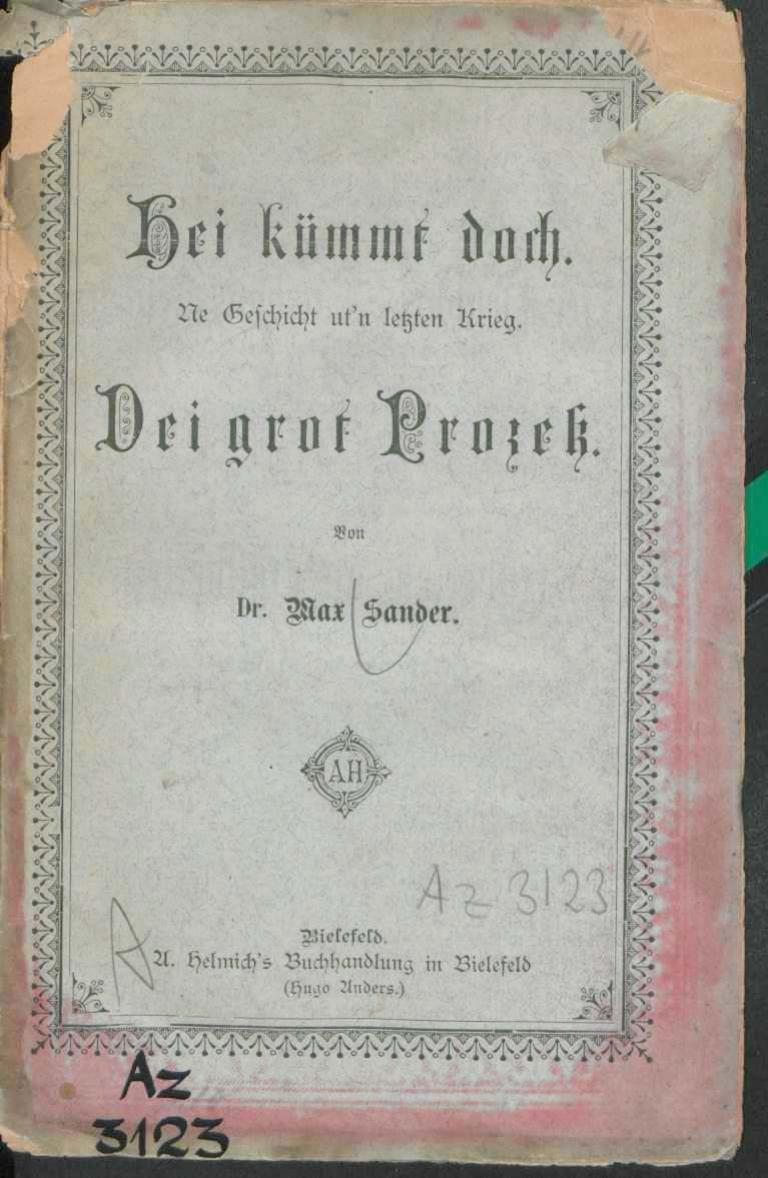 Hei kümmt doch.
Ne Geschicht ut'n letzten Krieg.
Dei grot Prozeß.
Von
Dr. Max Sander.
AH
Az 3123
A
Bielefeld.
A. Helmich's Buchhandlung in Bielefeld
(Hugo Anders.)
Az
3123